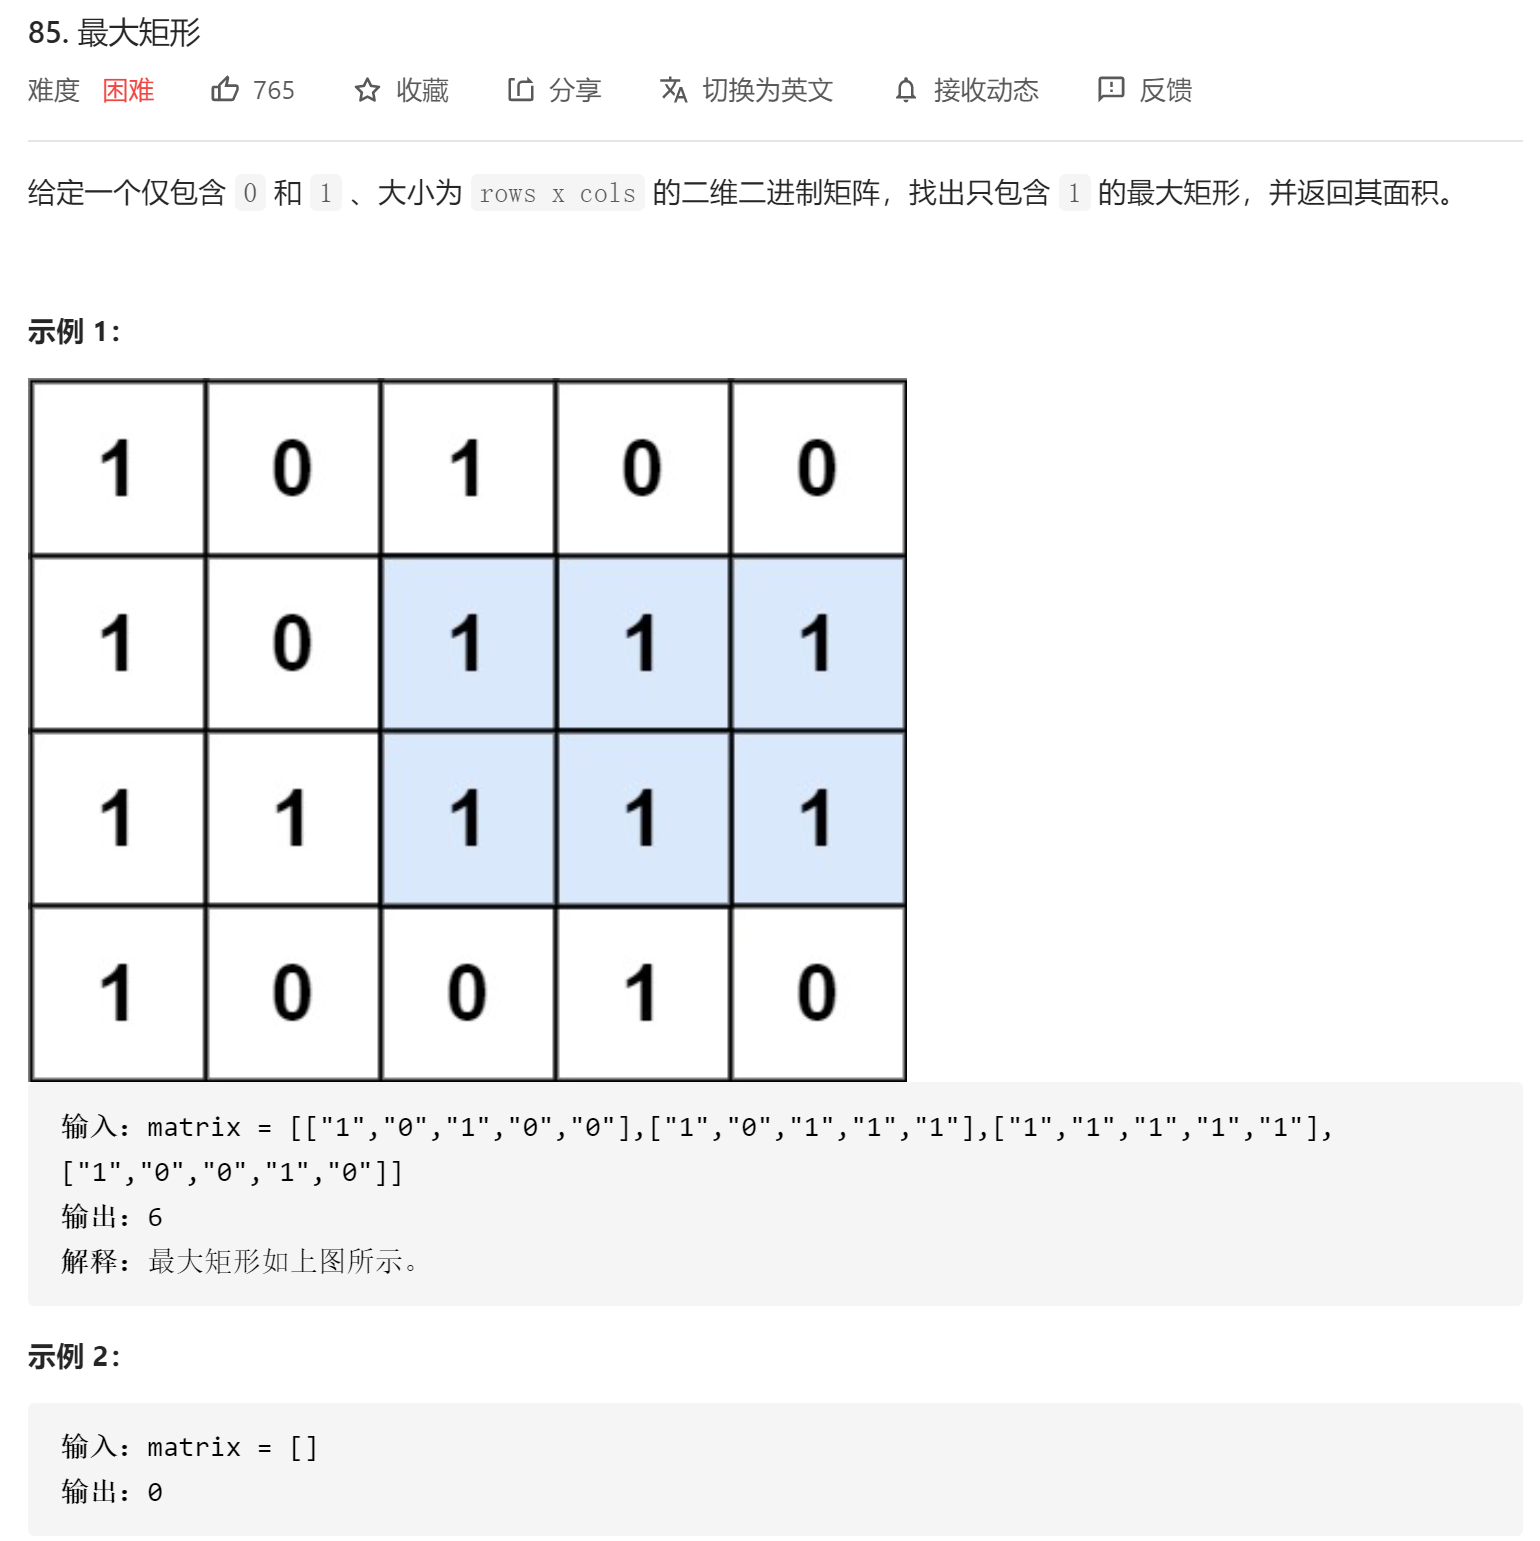 85. 最大矩形
难度 困难 765 收藏 分享 切换为英文 接收动态 反馈
给定一个仅包含 0 和 1 、大小为 rows x cols 的二维二进制矩阵，找出只包含 1 的最大矩形，并返回其面积。
示例 1：
1 0 1 0 0
1 0 1 1 1
1 1 1 1 1
1 0 0 1 0
输入：matrix = [["1","0","1","0","0"],["1","0","1","1","1"],["1","1","1","1","1"],
["1","0","0","1","0"]]
输出：6
解释：最大矩形如上图所示。
示例 2：
输入：matrix = []
输出：0